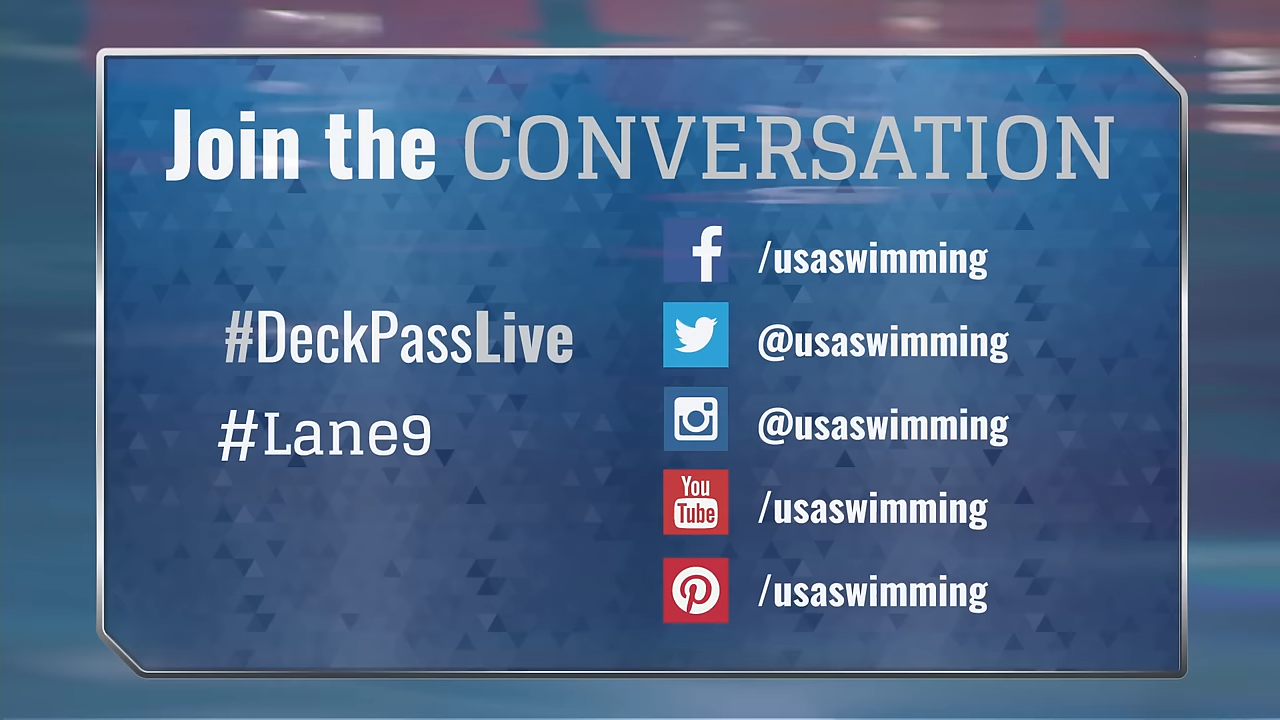 Join the CONVERSATION
#DeckPassLive
#Lane9
/usaswimming
@usaswimming
@usaswimming
You
Tube
/usaswimming
/usaswimming